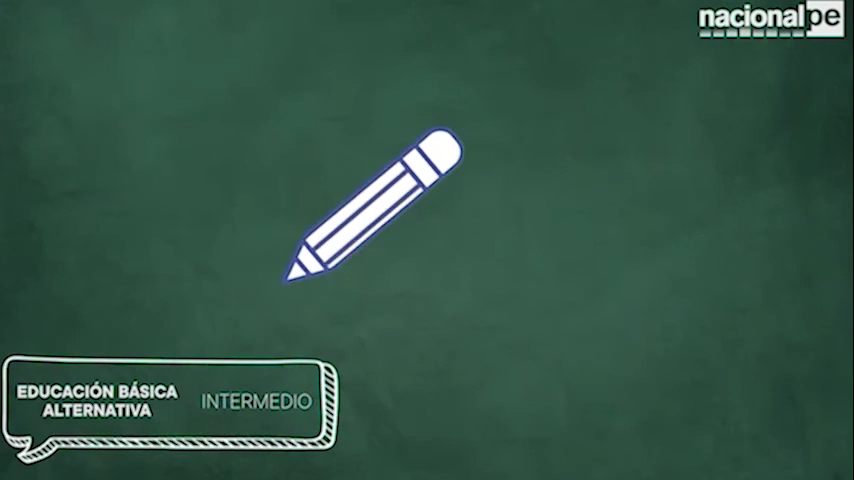 nacionalpe
EDUCACIÓN BÁSICA
ALTERNATIVA
INTERMEDIO